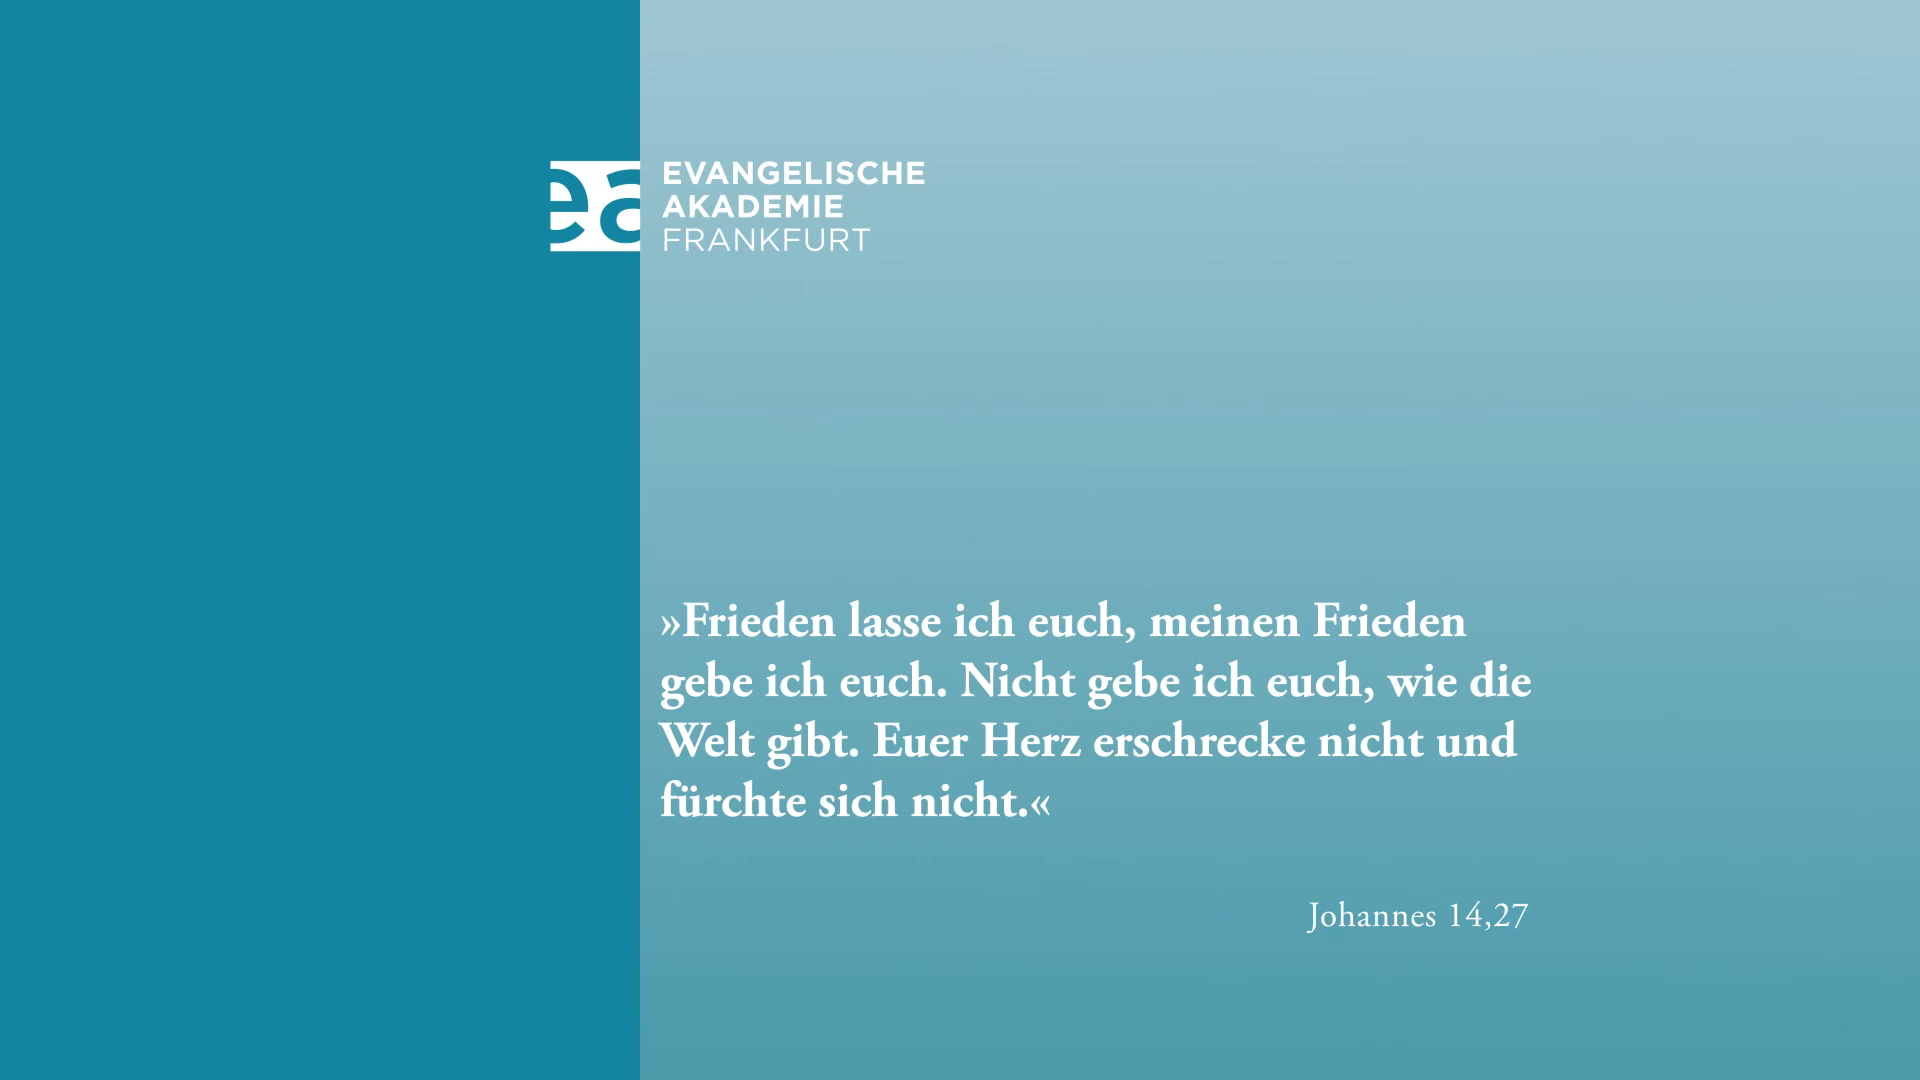 ea
EVANGELISCHE
AKADEMIE
FRANKFURT
»Frieden lasse ich euch, meinen Frieden
gebe ich euch. Nicht gebe ich euch, wie die
Welt gibt. Euer Herz erschrecke nicht und
fürchte sich nicht.«
Johannes 14,27